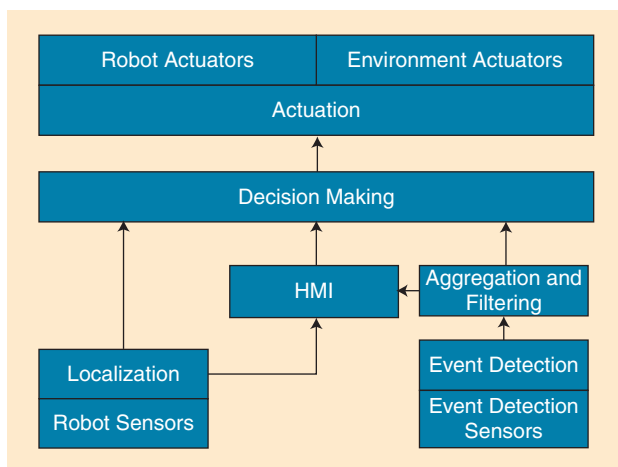 Robot Actuators
Environment Actuators
Actuation
Decision Making
HMI
Aggregation and
Filtering
Localization
Robot Sensors
Event Detection
Event Detection
Sensors